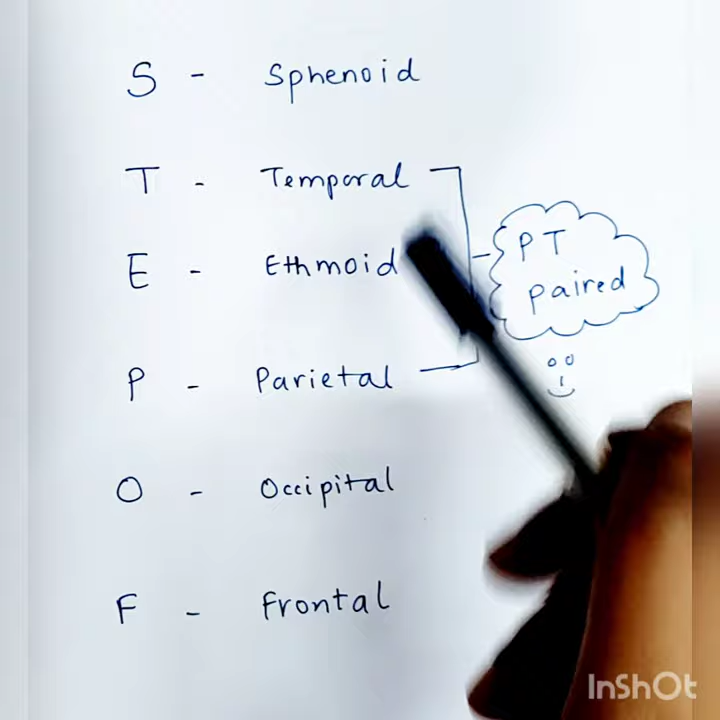 S - Sphenoid
T - Temporal
E - Ethmoid
PT
paired
P - Parietal
O - Occipital
F - Frontal
InShOt